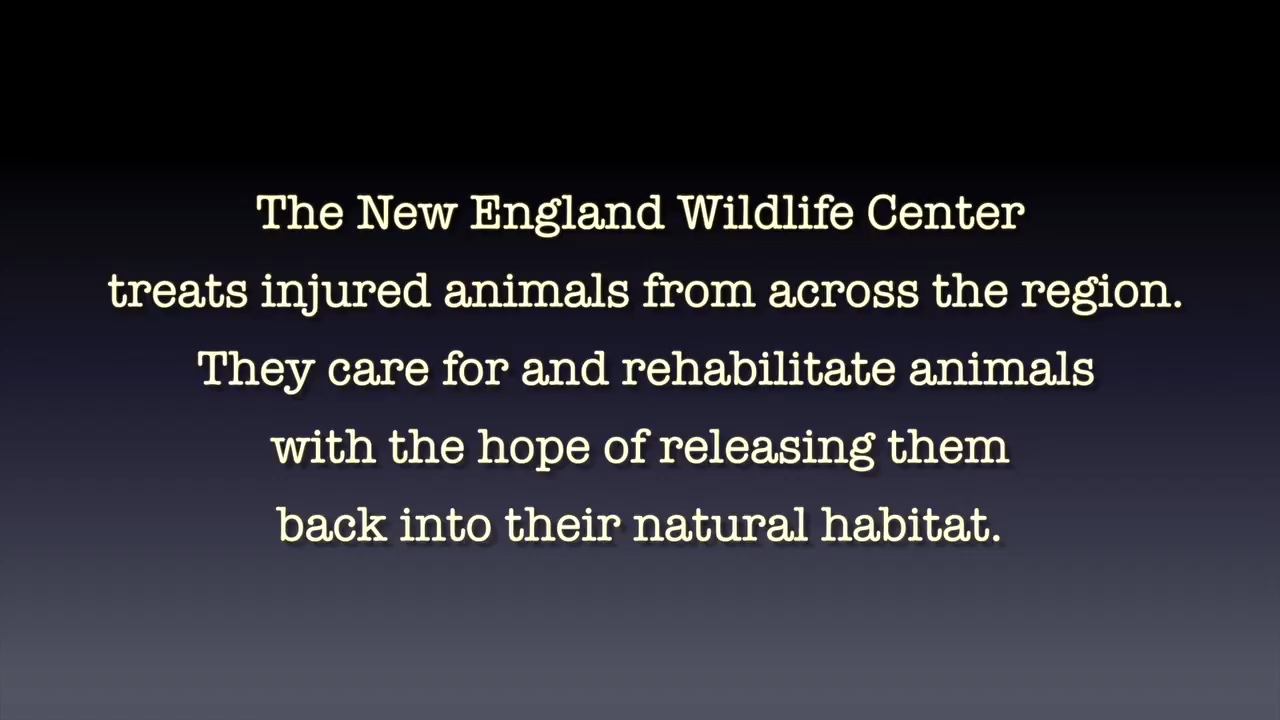 The New England Wildlife Center
treats injured animals from across the region.
They care for and rehabilitate animals
with the hope of releasing them
back into their natural habitat.